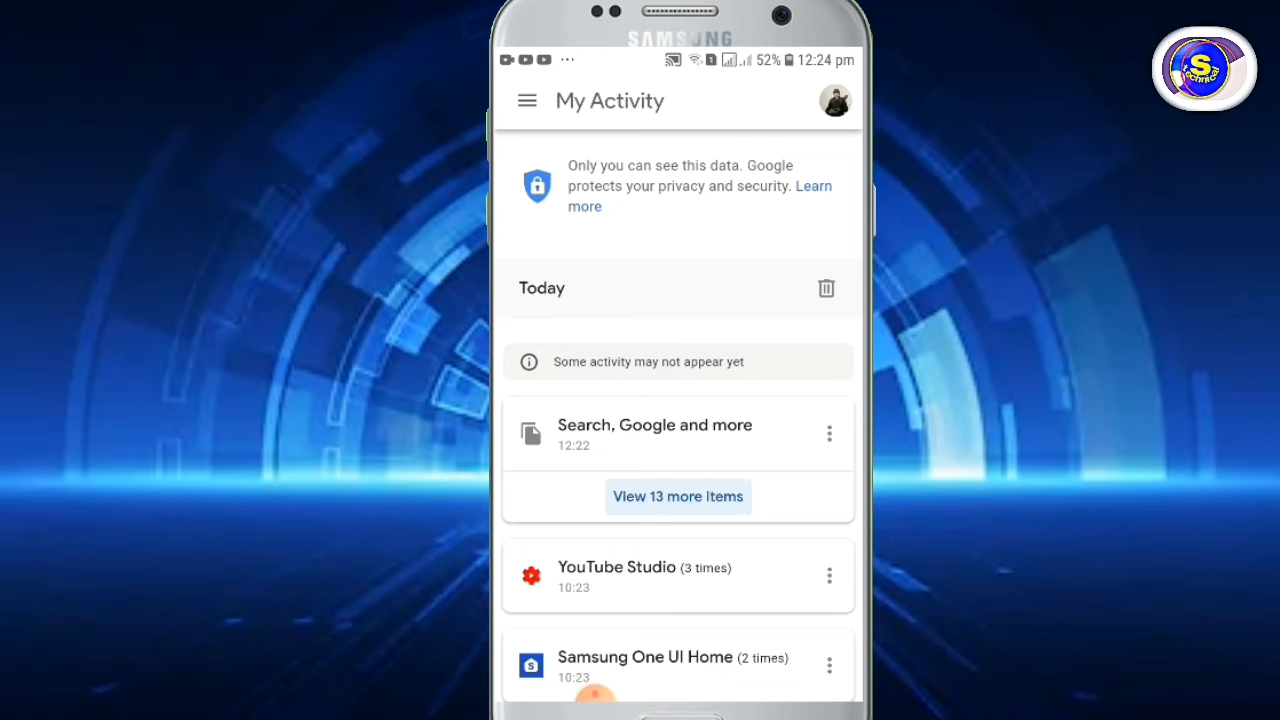 SAMSUNG
52% 12:24 pm
My Activity
Only you can see this data. Google
protects your privacy and security. Learn
more
Today
Some activity may not appear yet
Search, Google and more
12:22
View 13 more Items
YouTube Studio (3 times)
10:23
Samsung One UI Home (2 times)
10:23
S
technical